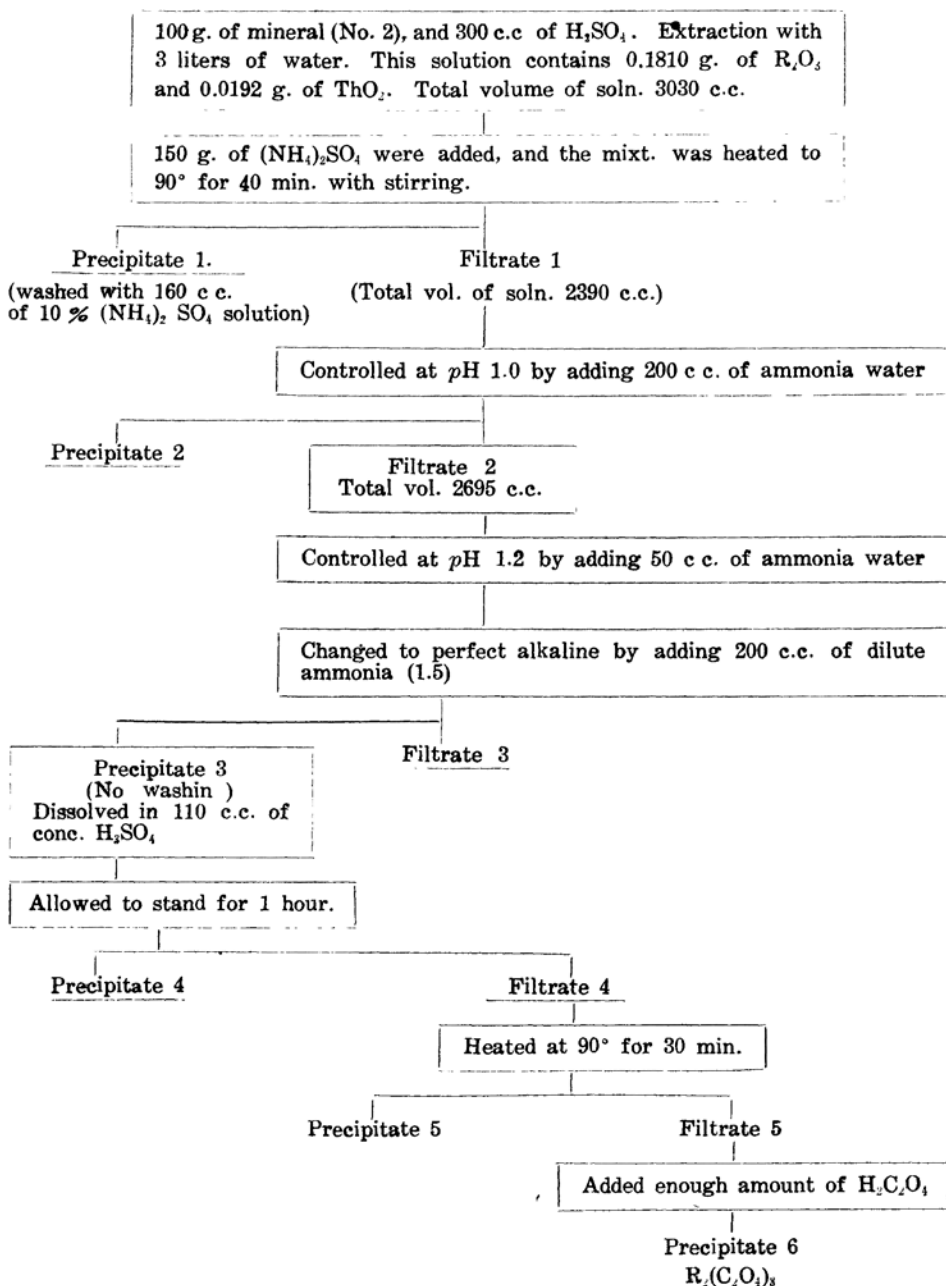 100 g. of mineral (No. 2), and 300 c.c of H₂SO₄. Extraction with
3 liters of water. This solution contains 0.1810 g. of R₂O₃
and 0.0192 g. of ThO₂. Total volume of soln. 3030 c.c.
150 g. of (NH₄)₂SO₄ were added, and the mixt. was heated to
90° for 40 min. with stirring.
Precipitate 1.
(washed with 160 c c.
of 10 % (NH₄)₂ SO₄ solution)
Filtrate 1
(Total vol. of soln. 2390 c.c.)
Controlled at pH 1.0 by adding 200 c c. of ammonia water
Precipitate 2
Filtrate 2
Total vol. 2695 c.c.
Controlled at pH 1.2 by adding 50 c c. of ammonia water
Changed to perfect alkaline by adding 200 c.c. of dilute
ammonia (1.5)
Filtrate 3
Precipitate 3
(No washin )
Dissolved in 110 c.c. of
conc. H₂SO₄
Allowed to stand for 1 hour.
Precipitate 4
Filtrate 4
Heated at 90° for 30 min.
Precipitate 5
Filtrate 5
Added enough amount of H₂C₂O₄
Precipitate 6
R₂(C₂O₄)₃